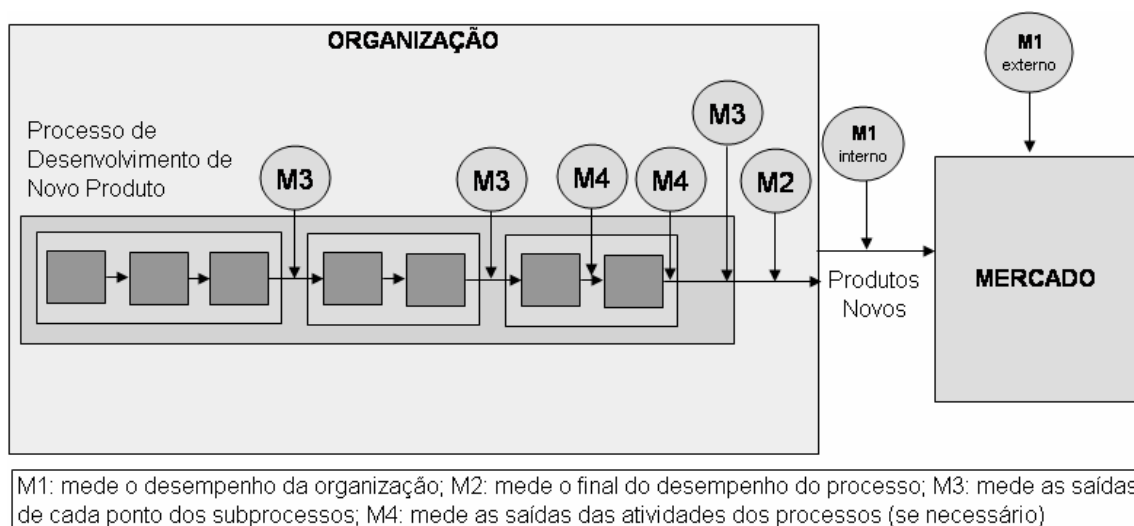 ORGANIZAÇÃO
M1
externo
Processo de
Desenvolvimento de
Novo Produto
M3
M3
M4
M4
M3
M2
M1
interno
Produtos
Novos
MERCADO
M1: mede o desempenho da organização; M2: mede o final do desempenho do processo; M3: mede as saídas
de cada ponto dos subprocessos; M4: mede as saídas das atividades dos processos (se necessário)